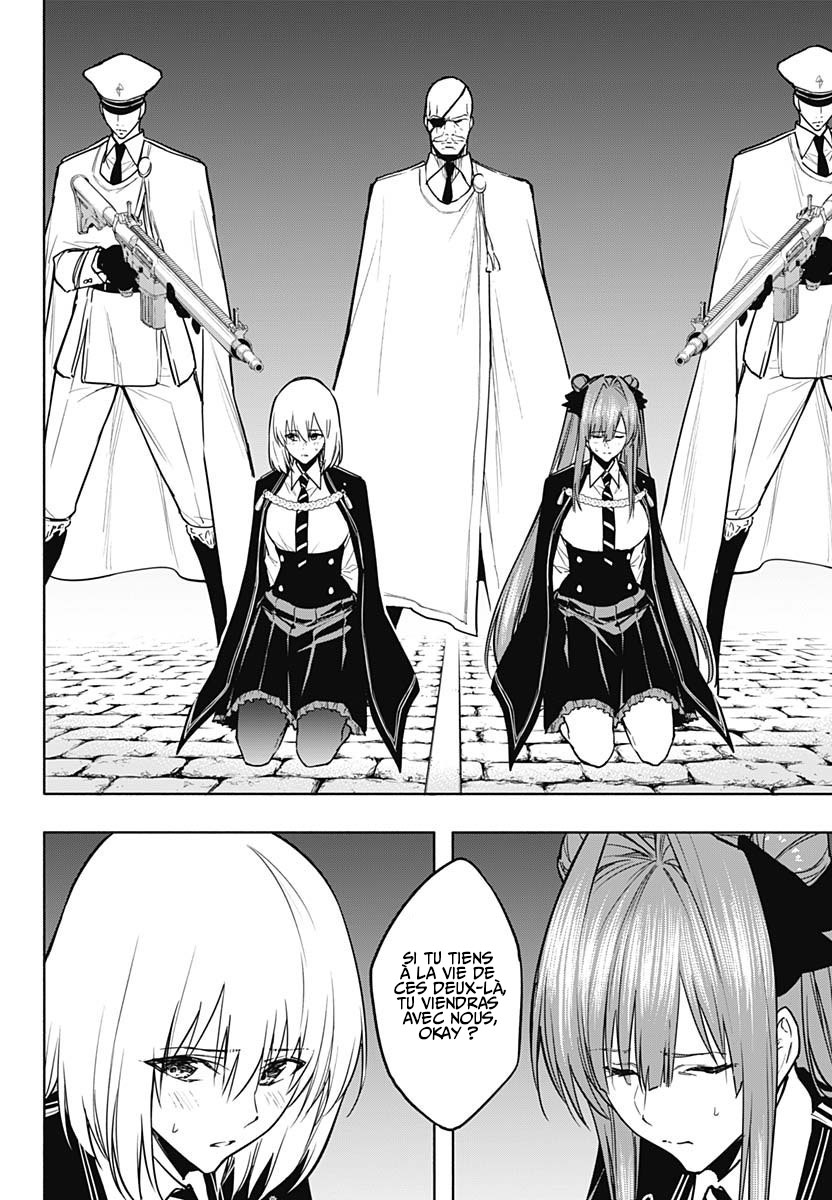 SI TU TIENS
À LA VIE DE
CES DEUX-LÀ,
TU VIENDRAS
AVEC NOUS,
OKAY ?